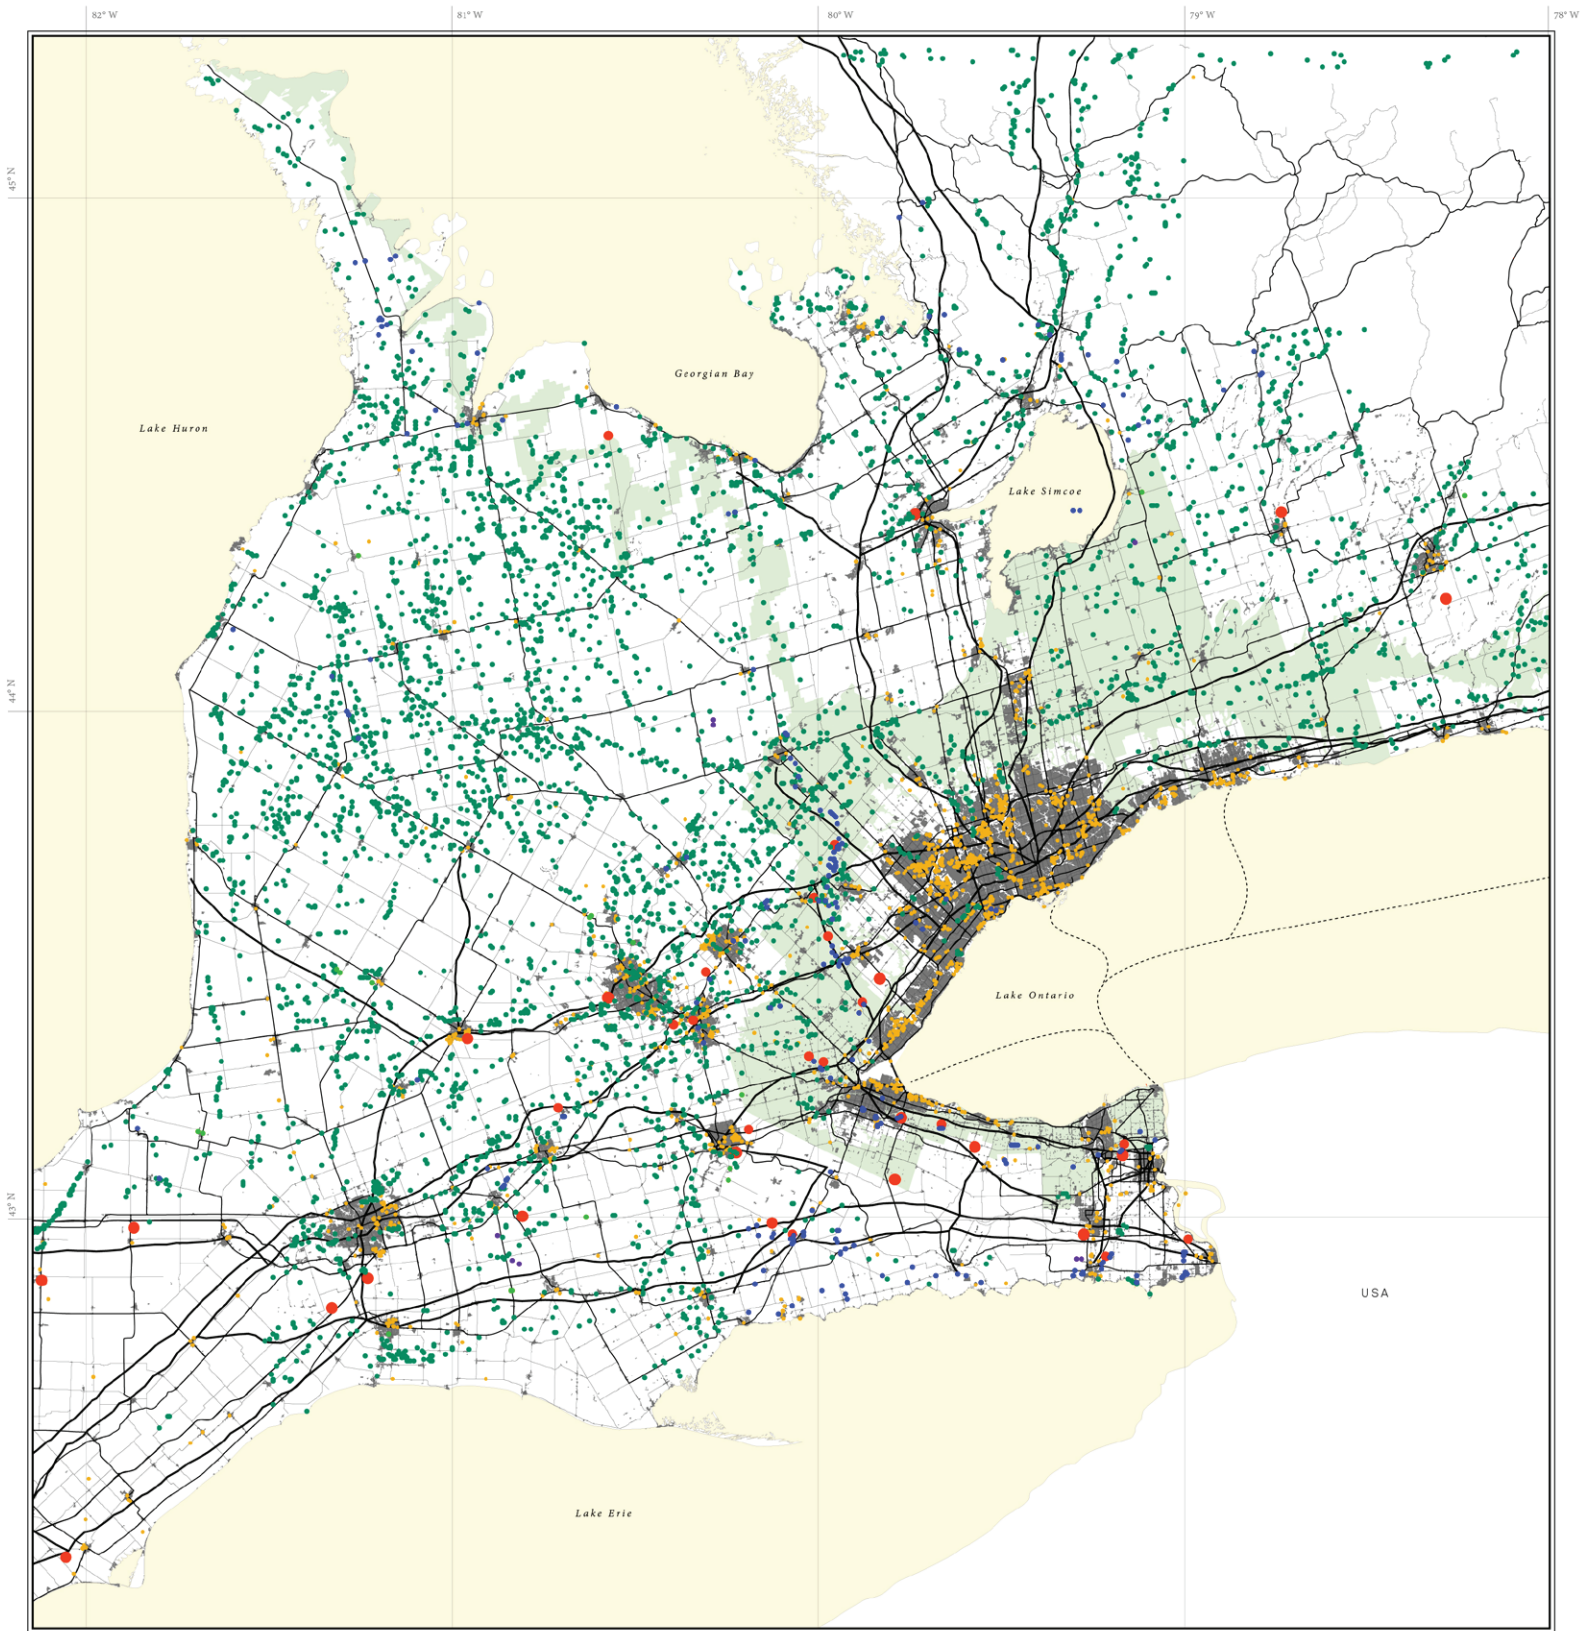 82° W
81° W
80° W
79° W
78° W
45° N
Georgian Bay
Lake Huron
Lake Simcoe
44° N
Lake Ontario
43° N
USA
Lake Erie